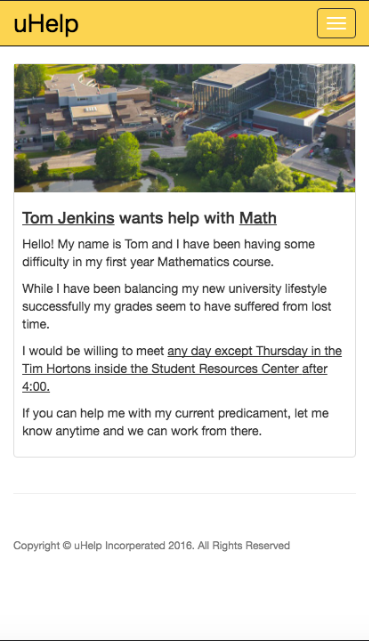 uHelp
Tom Jenkins wants help with Math
Hello! My name is Tom and I have been having some
difficulty in my first year Mathematics course.
While I have been balancing my new university lifestyle
successfully my grades seem to have suffered from lost
time.
I would be willing to meet any day except Thursday in the
Tim Hortons inside the Student Resources Center after
4:00.
If you can help me with my current predicament, let me
know anytime and we can work from there.
Copyright © uHelp Incorperated 2016. All Rights Reserved